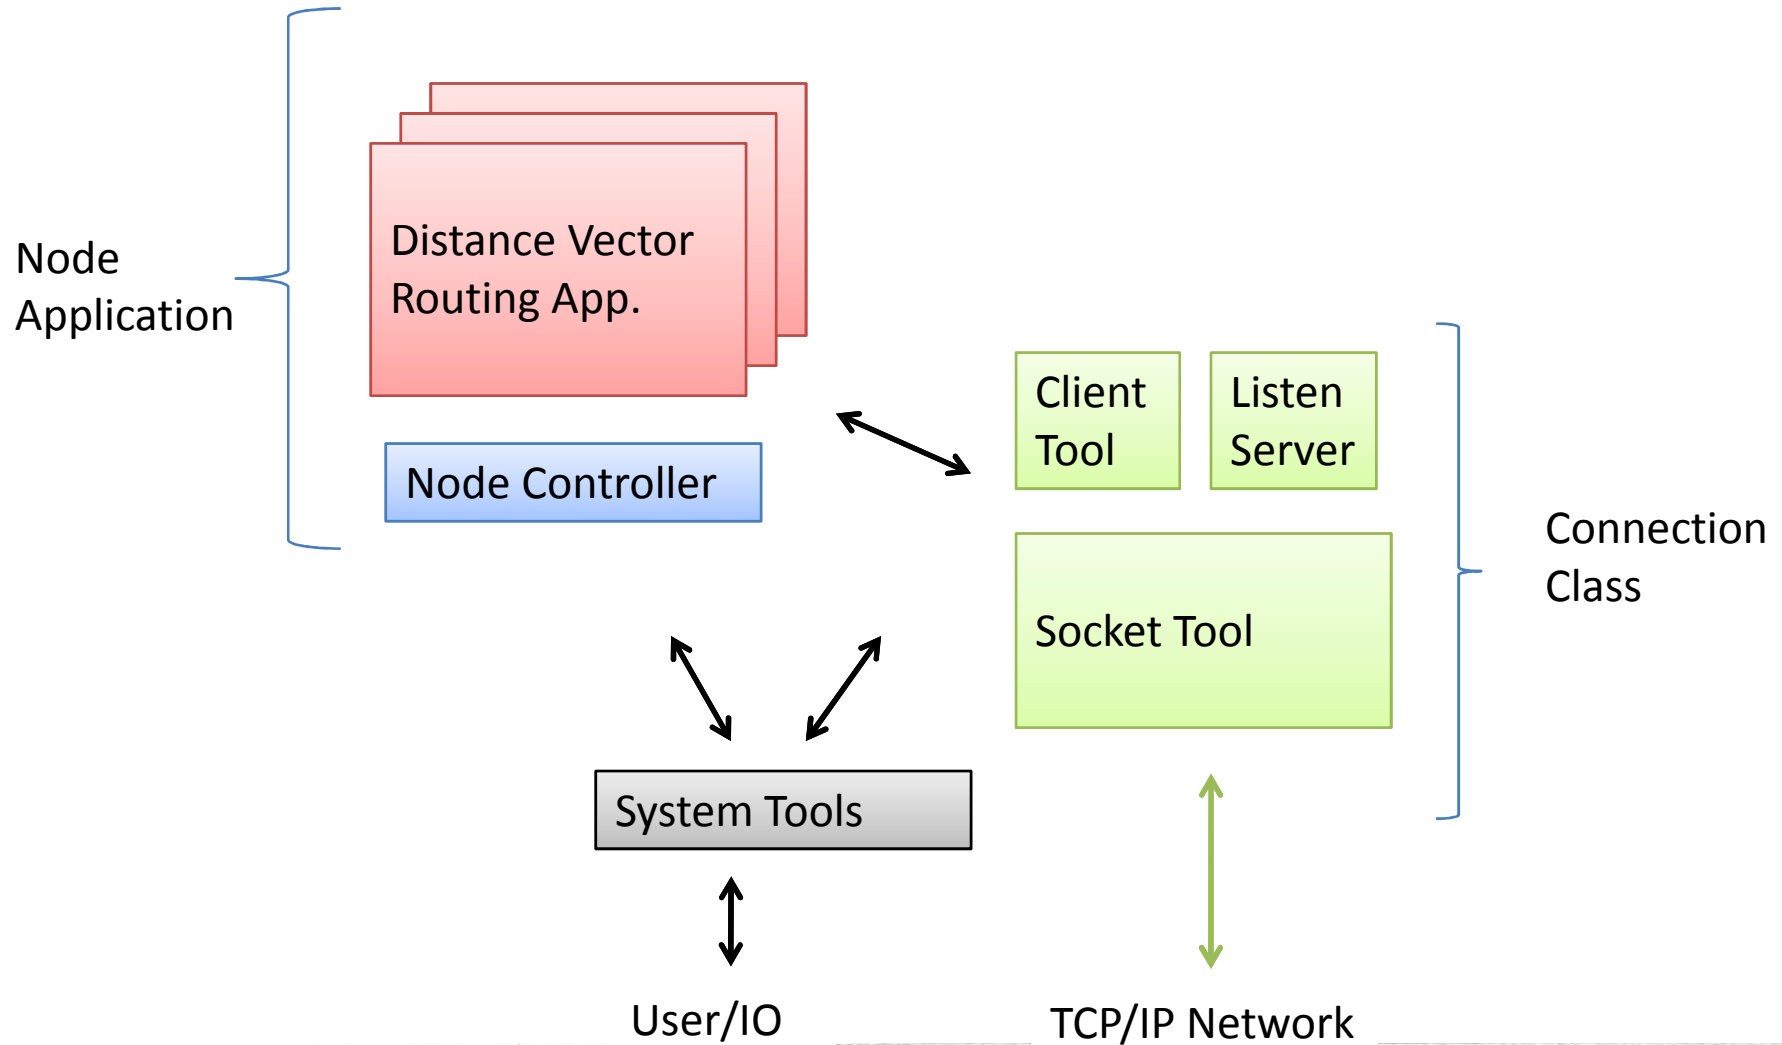 Node
Application
Distance Vector
Routing App.
Node Controller
Client
Tool
Listen
Server
Socket Tool
Connection
Class
System Tools
User/IO
TCP/IP Network